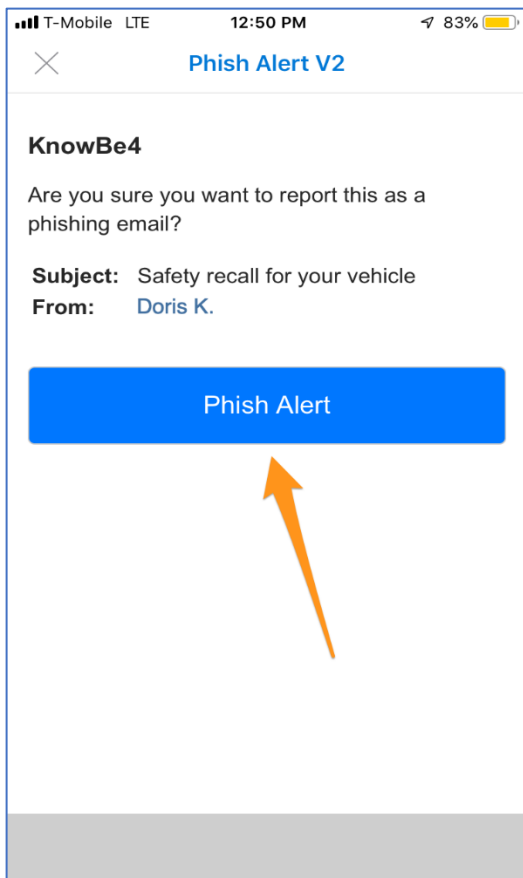 T-Mobile LTE 12:50 PM 83%
Phish Alert V2
KnowBe4
Are you sure you want to report this as a
phishing email?
Subject: Safety recall for your vehicle
From: Doris K.
Phish Alert